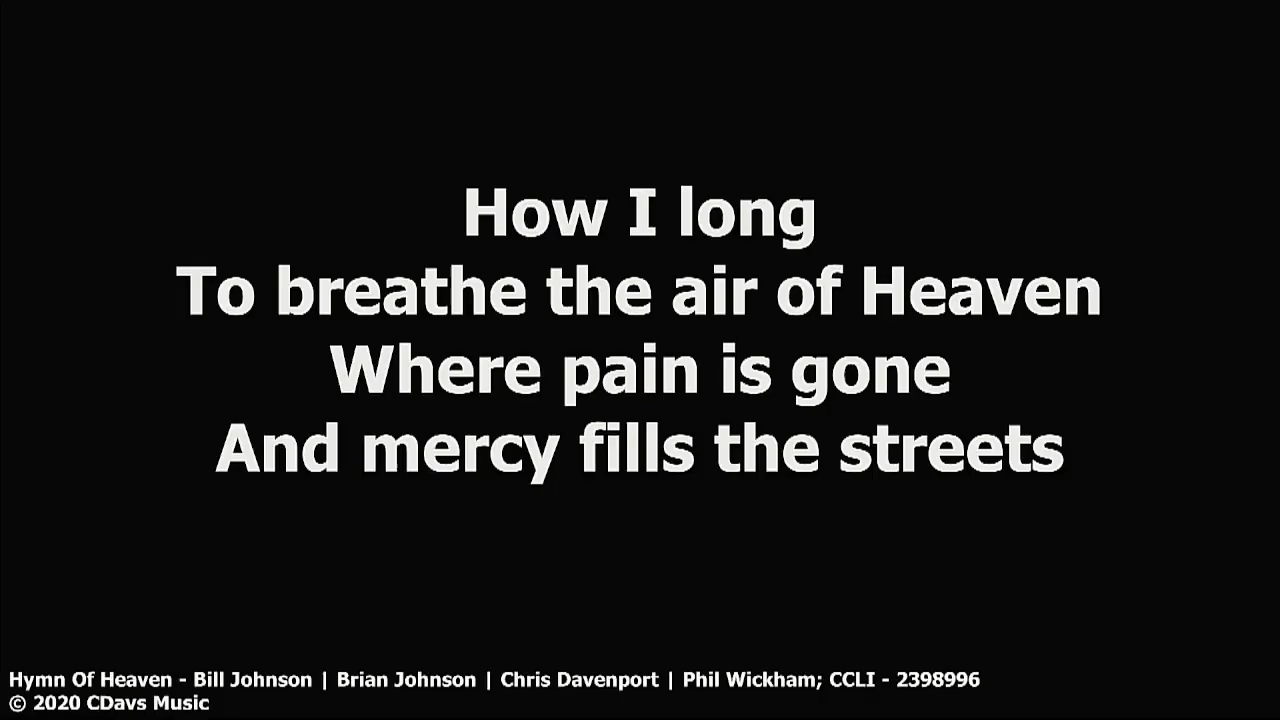 How I long
To breathe the air of Heaven
Where pain is gone
And mercy fills the streets
Hymn Of Heaven - Bill Johnson | Brian Johnson | Chris Davenport | Phil Wickham; CCLI - 2398996
© 2020 CDavs Music